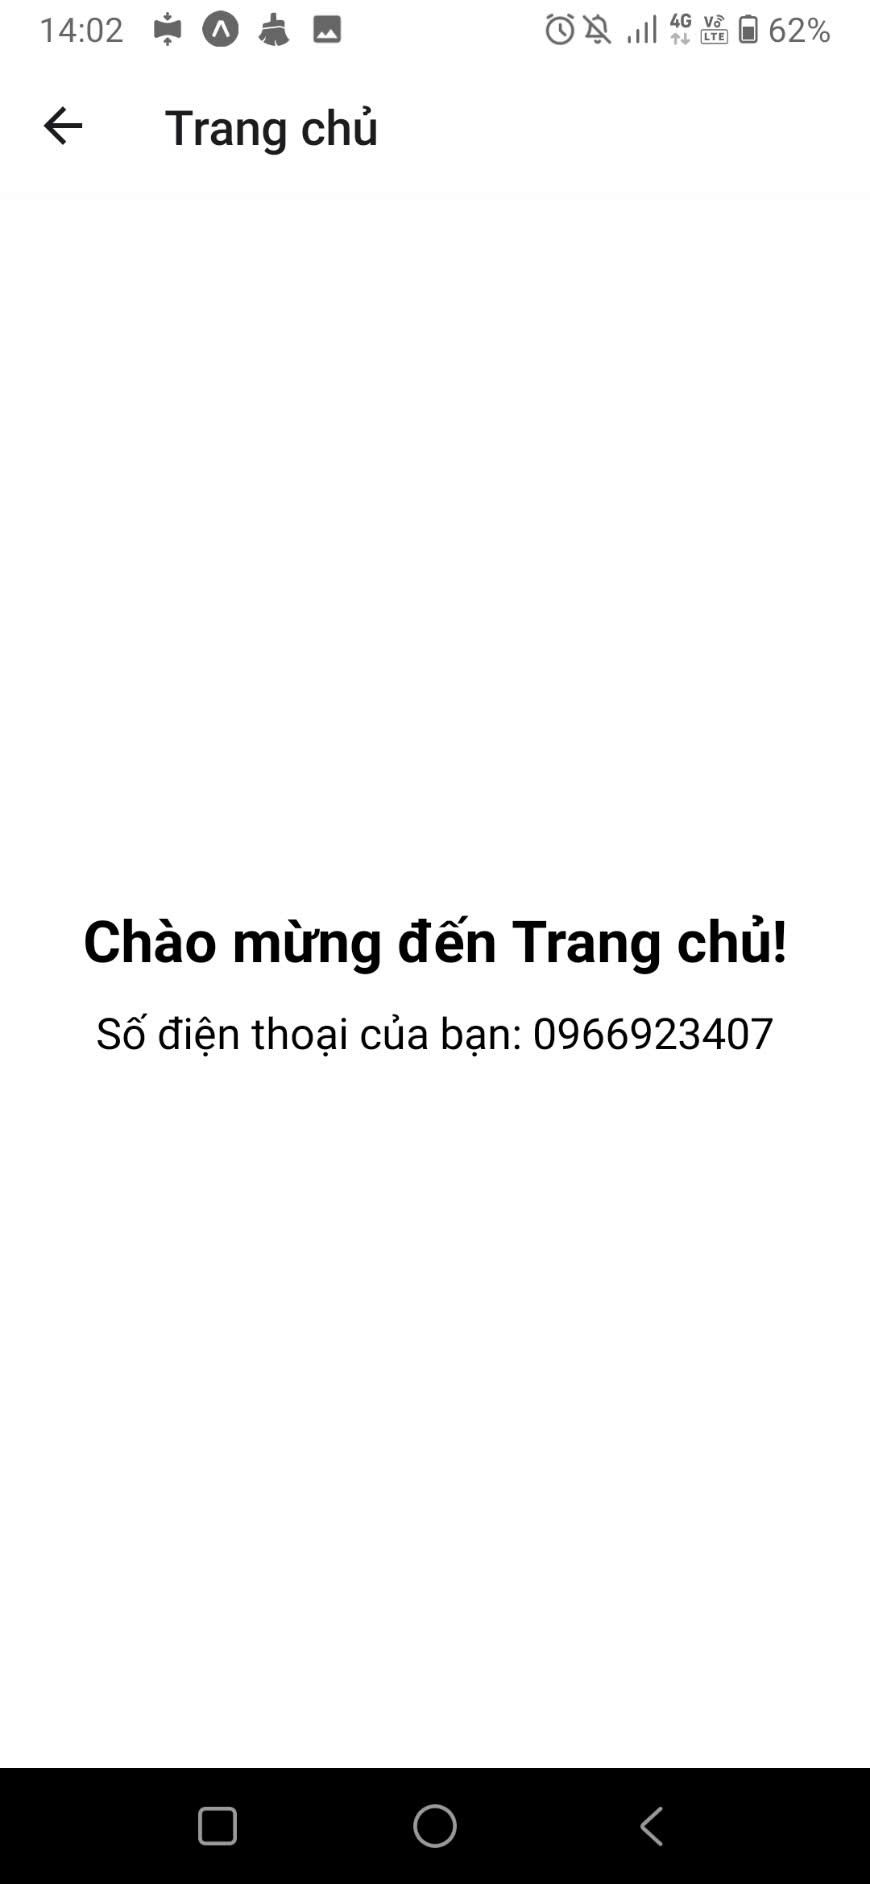 14:02 4G Vo LTE 62%
Trang chủ
Chào mừng đến Trang chủ!
Số điện thoại của bạn: 0966923407